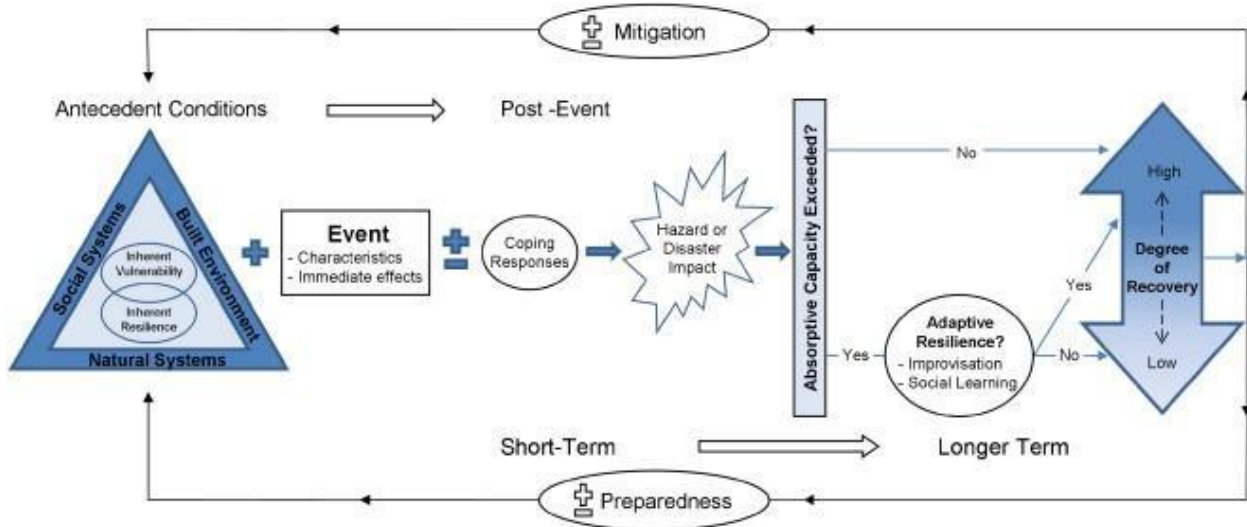 ± Mitigation
Antecedent Conditions
Post -Event
Social Systems
Built Environment
Natural Systems
Inherent
Vulnerability
Inherent
Resilience
+
Event
- Characteristics
- Immediate effects
+
-
Coping
Responses
Hazard or
Disaster
Impact
Absorptive Capacity Exceeded?
No
Yes
Adaptive
Resilience?
- Improvisation
- Social Learning
Yes
No
High
Degree of
Recovery
Low
Short-Term
Longer Term
± Preparedness